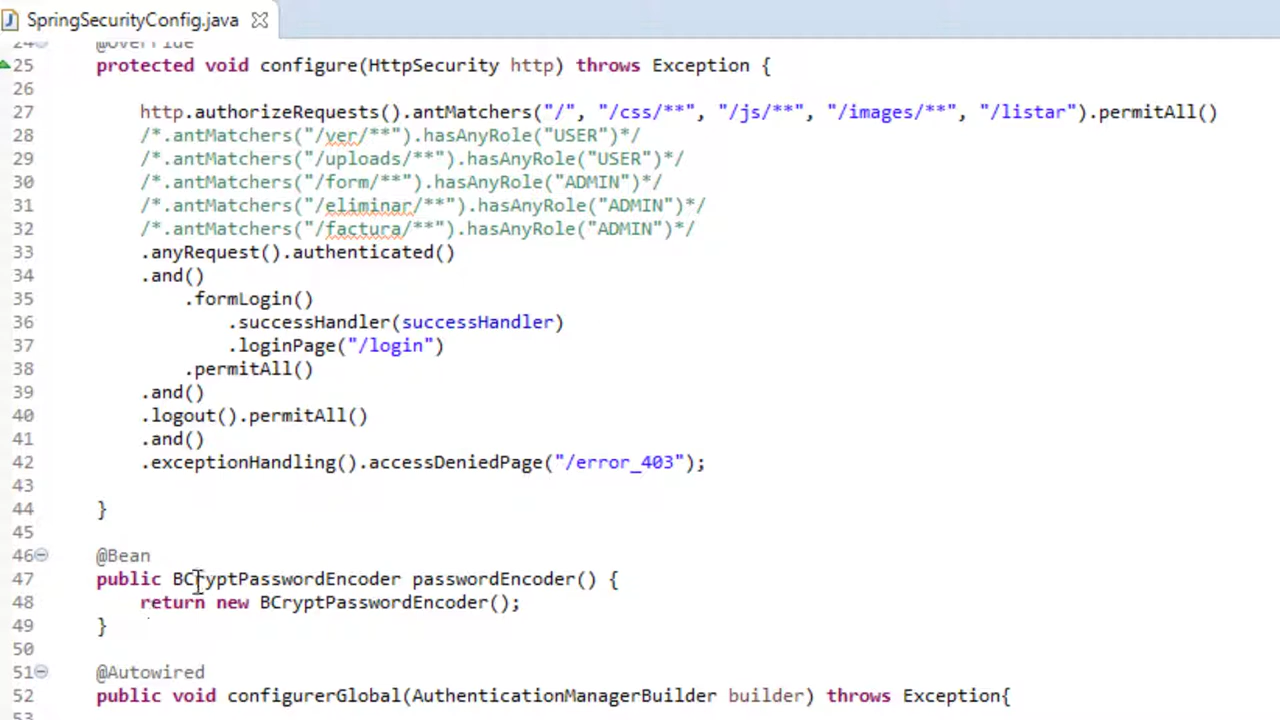 SpringSecurityConfig.java
24 @Override
25 protected void configure(HttpSecurity http) throws Exception {
26
27 http.authorizeRequests().antMatchers("/", "/css/**", "/js/**", "/images/**", "/listar").permitAll()
28 /*.antMatchers("/ver/**").hasAnyRole("USER")*/
29 /*.antMatchers("/uploads/**").hasAnyRole("USER")*/
30 /*.antMatchers("/form/**").hasAnyRole("ADMIN")*/
31 /*.antMatchers("/eliminar/**").hasAnyRole("ADMIN")*/
32 /*.antMatchers("/factura/**").hasAnyRole("ADMIN")*/
33 .anyRequest().authenticated()
34 .and()
35 .formLogin()
36 .successHandler(successHandler)
37 .loginPage("/login")
38 .permitAll()
39 .and()
40 .logout().permitAll()
41 .and()
42 .exceptionHandling().accessDeniedPage("/error_403");
43
44 }
45
46 @Bean
47 public BCryptPasswordEncoder passwordEncoder() {
48 return new BCryptPasswordEncoder();
49 }
50
51 @Autowired
52 public void configurerGlobal(AuthenticationManagerBuilder builder) throws Exception{
53